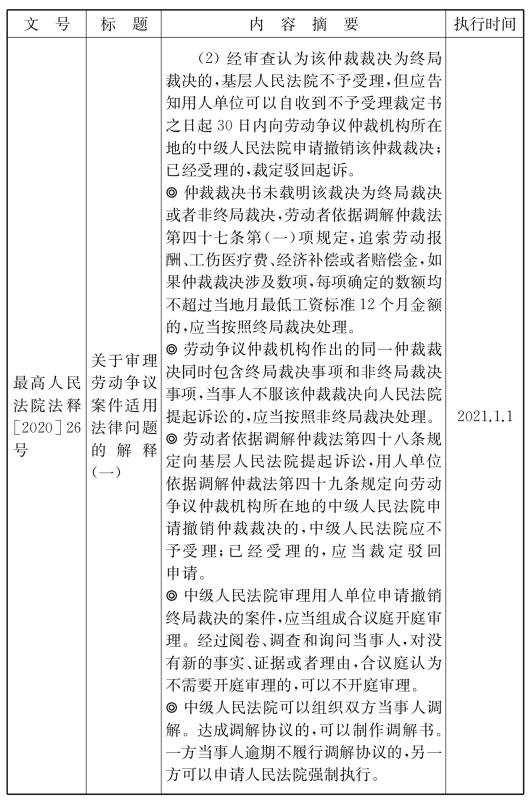 文 号
标 题
内 容 摘 要
执行时间
最高人民
法院法释
[2020]26
号
关于审理
劳动争议
案件适用
法律问题
的解释
(一)
(2) 经审查认为该仲裁裁决为终局
裁决的,基层人民法院不予受理,但应告
知用人单位可以自收到不予受理裁定书
之日起 30 日内向劳动争议仲裁机构所在
地的中级人民法院申请撤销该仲裁裁决;
已经受理的,裁定驳回起诉。
◎ 仲裁裁决书未载明该裁决为终局裁决
或者非终局裁决,劳动者依据调解仲裁法
第四十七条第(一)项规定,追索劳动报
酬、工伤医疗费、经济补偿或者赔偿金,如
果仲裁裁决涉及数项,每项确定的数额均
不超过当地月最低工资标准 12 个月金额
的,应当按照终局裁决处理。
◎ 劳动争议仲裁机构作出的同一仲裁裁
决同时包含终局裁决事项和非终局裁决
事项,当事人不服该仲裁裁决向人民法院
提起诉讼的,应当按照非终局裁决处理。
◎ 劳动者依据调解仲裁法第四十八条规
定向基层人民法院提起诉讼,用人单位
依据调解仲裁法第四十九条规定向劳动
争议仲裁机构所在地的中级人民法院申
请撤销仲裁裁决的,中级人民法院应不
予受理;已经受理的,应当裁定驳回
申请。
◎ 中级人民法院审理用人单位申请撤销
终局裁决的案件,应当组成合议庭开庭审
理。经过阅卷、调查和询问当事人,对没
有新的事实、证据或者理由,合议庭认为
不需要开庭审理的,可以不开庭审理。
◎ 中级人民法院可以组织双方当事人调
解。达成调解协议的,可以制作调解书。
一方当事人逾期不履行调解协议的,另一
方可以申请人民法院强制执行。
2021.1.1